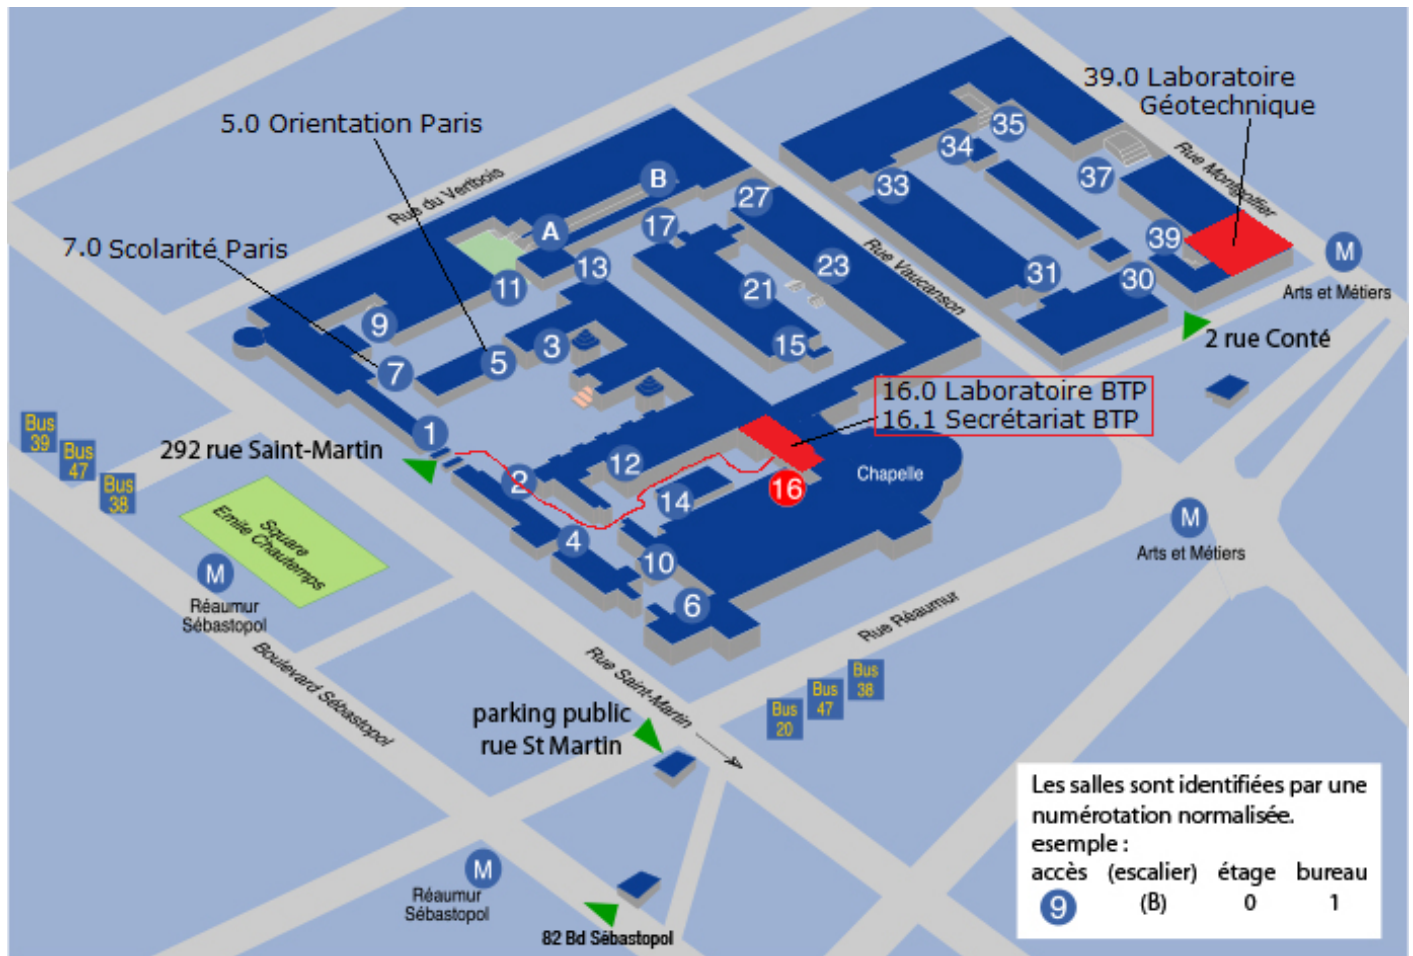 39.0 Laboratoire
Géotechnique
5.0 Orientation Paris
7.0 Scolarité Paris
Rue du Vertbois
Rue Montgolfier
Rue Vaucanson
35
34
37
33
B
27
A
17
39
M
Arts et Métiers
13
23
11
21
31
30
9
2 rue Conté
3
15
5
7
16.0 Laboratoire BTP
16.1 Secrétariat BTP
Bus
39
Bus
47
Bus
38
1
292 rue Saint-Martin
12
2
14
16
Chapelle
Square
Emile Chautemps
M
Arts et Métiers
4
10
6
M
Réaumur
Sébastopol
Rue Réaumur
Boulevard Sébastopol
Rue Saint-Martin
Bus
38
Bus
47
Bus
20
parking public
rue St Martin
Les salles sont identifiées par une
numérotation normalisée.
esemple :
accès (escalier) étage bureau
9 (B) 0 1
M
Réaumur
Sébastopol
82 Bd Sébastopol